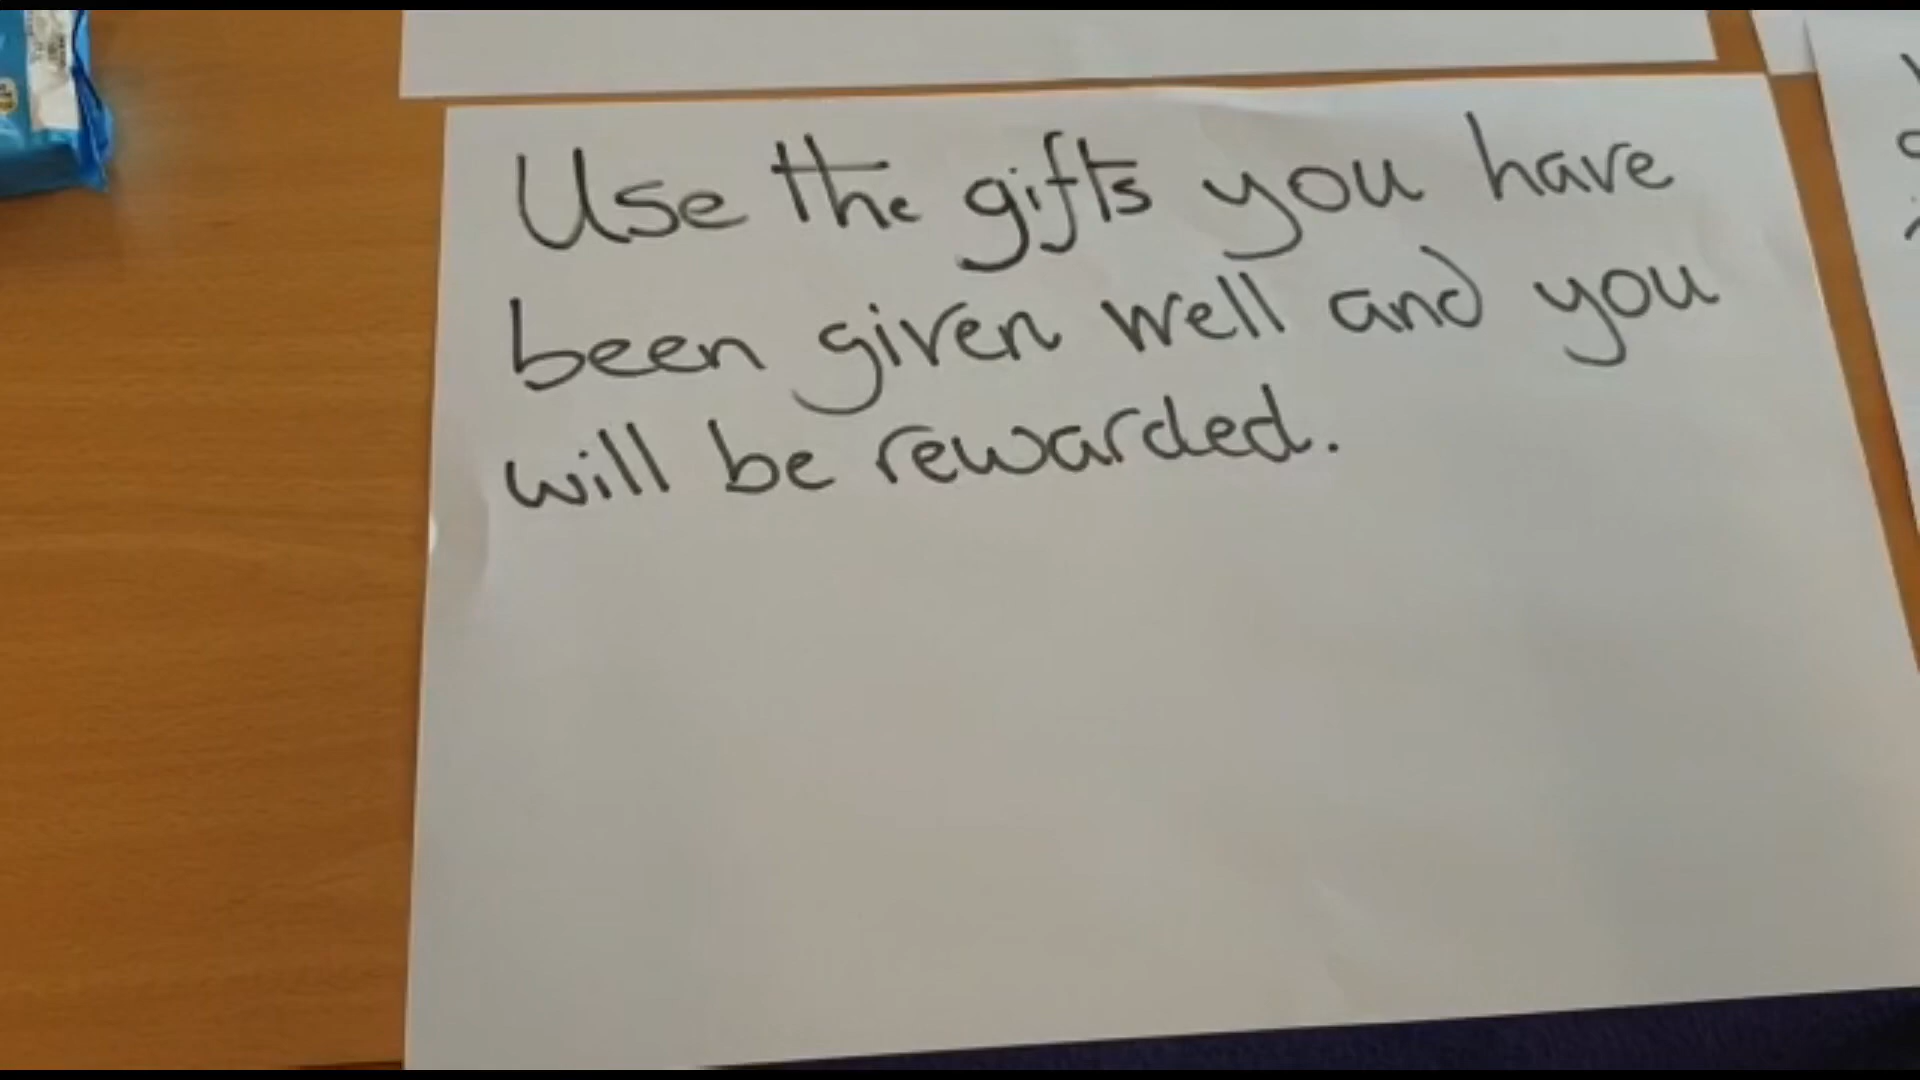 Use the gifts you have
been given well and you
will be rewarded.